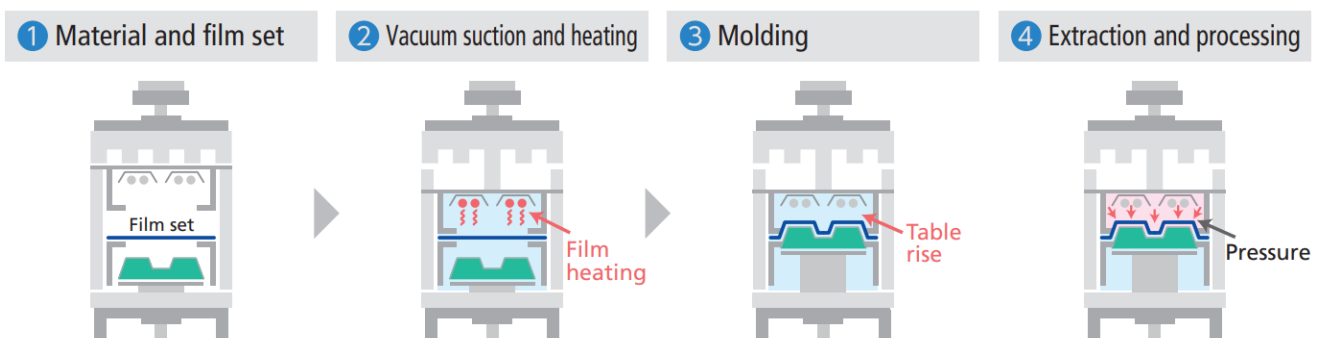 1 Material and film set
2 Vacuum suction and heating
3 Molding
4 Extraction and processing
Film set
Film
heating
Table
rise
Pressure